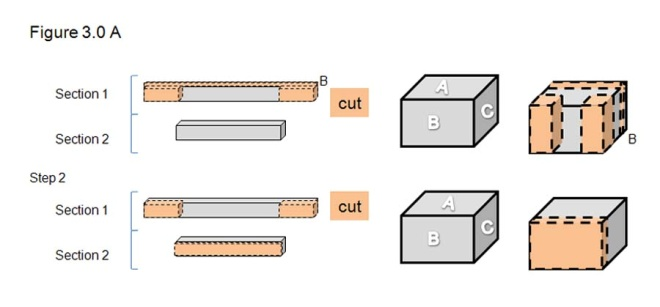 Figure 3.0 A
Section 1
B
cut
A
B
C
Section 2
B
Step 2
Section 1
cut
A
B
C
Section 2